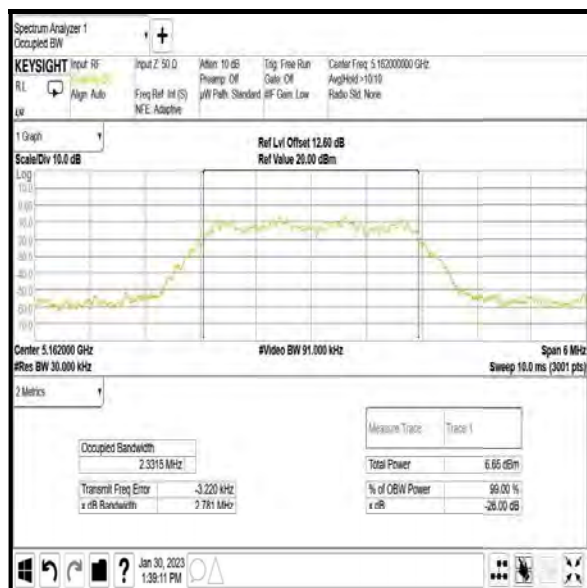 Spectrum Analyzer 1
Occupied BW
+
KEYSIGHT Input: RF Input Z: 50 Ω Atten: 10 dB Trig: Free Run Center Freq: 5.162000000 GHz
Preamp: Off Gate: Off Avg|Hold:>10/10
Align: Auto Freq Ref: Int (S) µW Path: Standard #IF Gain: Low Radio Std: None
NFE: Adaptive
1 Graph
Ref Lvl Offset 12.60 dB
Scale/Div 10.0 dB Ref Value 20.00 dBm
Log
Center 5.162000 GHz #Video BW 91.000 kHz Span 6 MHz
#Res BW 30.000 kHz Sweep 10.0 ms (3001 pts)
2 Metrics
Measure Trace Trace 1
Occupied Bandwidth
2.3315 MHz
Total Power 6.65 dBm
Transmit Freq Error -3.220 kHz % of OBW Power 99.00 %
x dB Bandwidth 2.781 MHz x dB -26.00 dB
?
Jan 30, 2023
1:39:11 PM